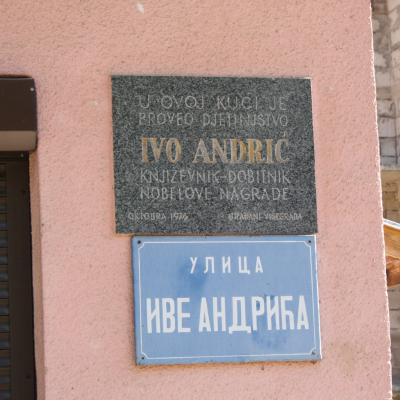 U OVOJ KUĆI JE
PROVEO DJETINJSTVO
IVO ANDRIĆ
KNJIŽEVNIK-DOBITNIK
NOBELOVE NAGRADE
OKTOBRA 1976 GRAĐANI VIŠEGRADA
УЛИЦА
ИВЕ АНДРИЋА